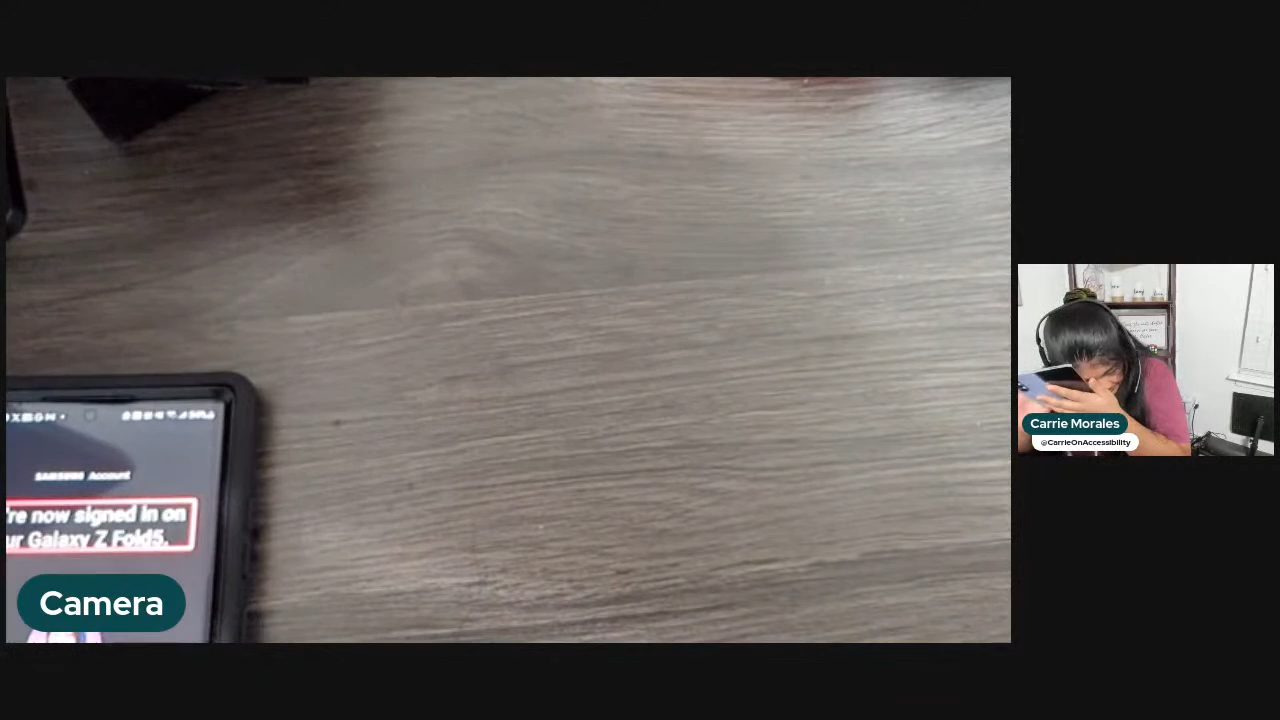 SAMSUNG Account
're now signed in on
ur Galaxy Z Fold5.
Camera
Carrie Morales
@CarrieOnAccessibility